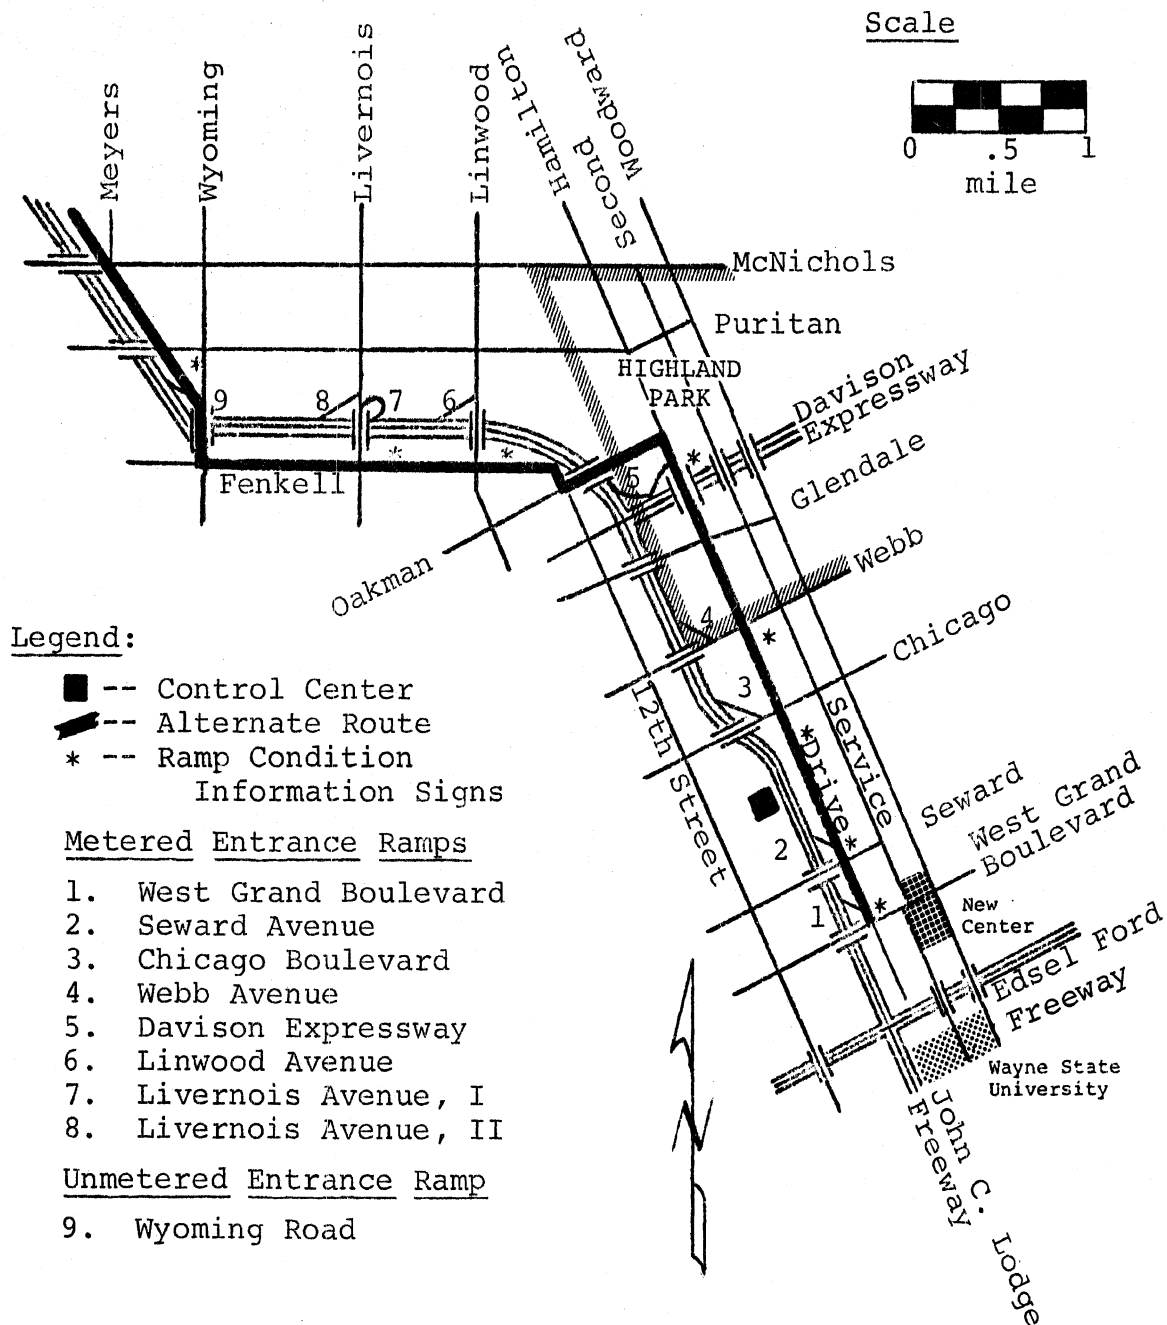 Scale
0 .5 1
mile
Meyers
Wyoming
Livernois
Linwood
Hamilton
Second
Woodward
McNichols
Puritan
HIGHLAND
PARK
Davison
Expressway
Glendale
Webb
Chicago
9
8
7
6
5
Fenkell
Oakman
4
3
2
1
12th Street
Service
Drive
Seward
West Grand
Boulevard
New
Center
Edsel Ford
Freeway
Wayne State
University
John C. Lodge
Freeway
N
Legend:
-- Control Center
-- Alternate Route
* -- Ramp Condition
Information Signs
Metered Entrance Ramps
1. West Grand Boulevard
2. Seward Avenue
3. Chicago Boulevard
4. Webb Avenue
5. Davison Expressway
6. Linwood Avenue
7. Livernois Avenue, I
8. Livernois Avenue, II
Unmetered Entrance Ramp
9. Wyoming Road